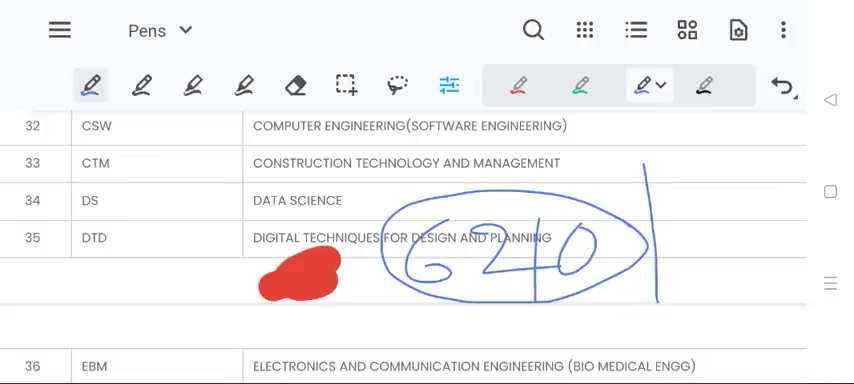 Pens
32 CSW COMPUTER ENGINEERING(SOFTWARE ENGINEERING)
33 CTM CONSTRUCTION TECHNOLOGY AND MANAGEMENT
34 DS DATA SCIENCE
35 DTD DIGITAL TECHNIQUES FOR DESIGN AND PLANNING
6210
36 EBM ELECTRONICS AND COMMUNICATION ENGINEERING (BIO MEDICAL ENGG)